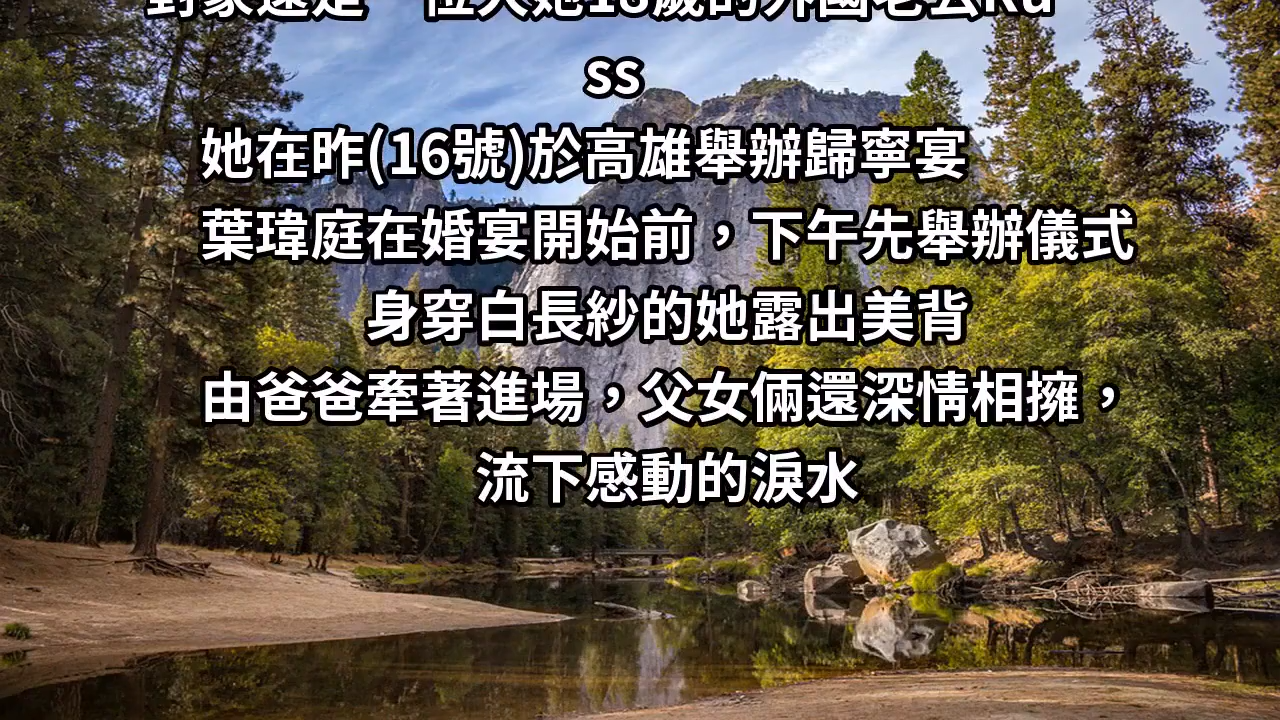 ss
她在昨(16號)於高雄舉辦歸寧宴
葉瑋庭在婚宴開始前，下午先舉辦儀式
身穿白長紗的她露出美背
由爸爸牽著進場，父女倆還深情相擁，
流下感動的淚水